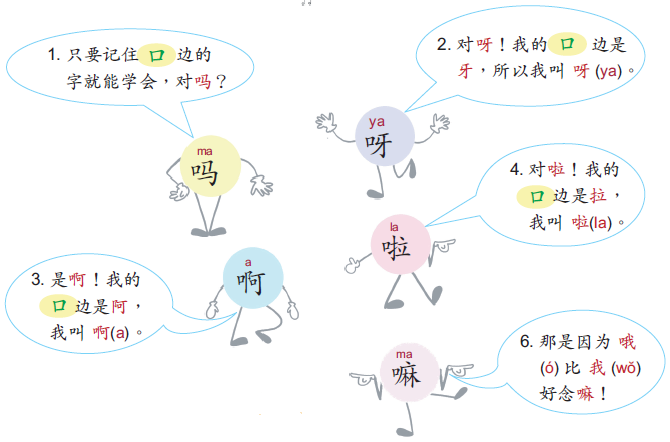 1. 只要记住 口 边的
字就能学会，对吗？
ma
吗
2. 对呀！我的 口 边是
牙，所以我叫 呀 (ya)。
ya
呀
3. 是啊！我的
口 边是阿，
我叫 啊(a)。
a
啊
4. 对啦！我的
口 边是拉，
我叫 啦(la)。
la
啦
6. 那是因为 哦
(ó) 比 我 (wǒ)
好念嘛！
ma
嘛